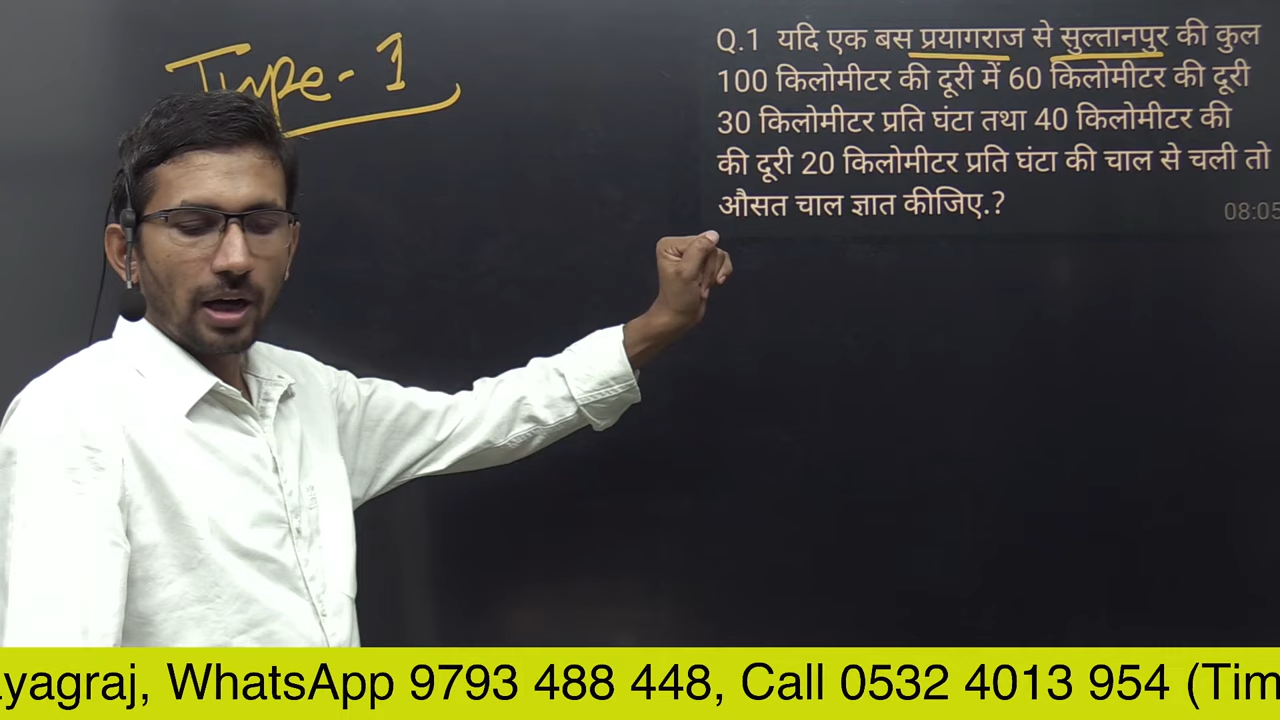 Type-1
Q.1 यदि एक बस प्रयागराज से सुल्तानपुर की कुल
100 किलोमीटर की दूरी में 60 किलोमीटर की दूरी
30 किलोमीटर प्रति घंटा तथा 40 किलोमीटर की
की दूरी 20 किलोमीटर प्रति घंटा की चाल से चली तो
औसत चाल ज्ञात कीजिए.?
08:05
ayagraj, WhatsApp 9793 488 448, Call 0532 4013 954 (Tim